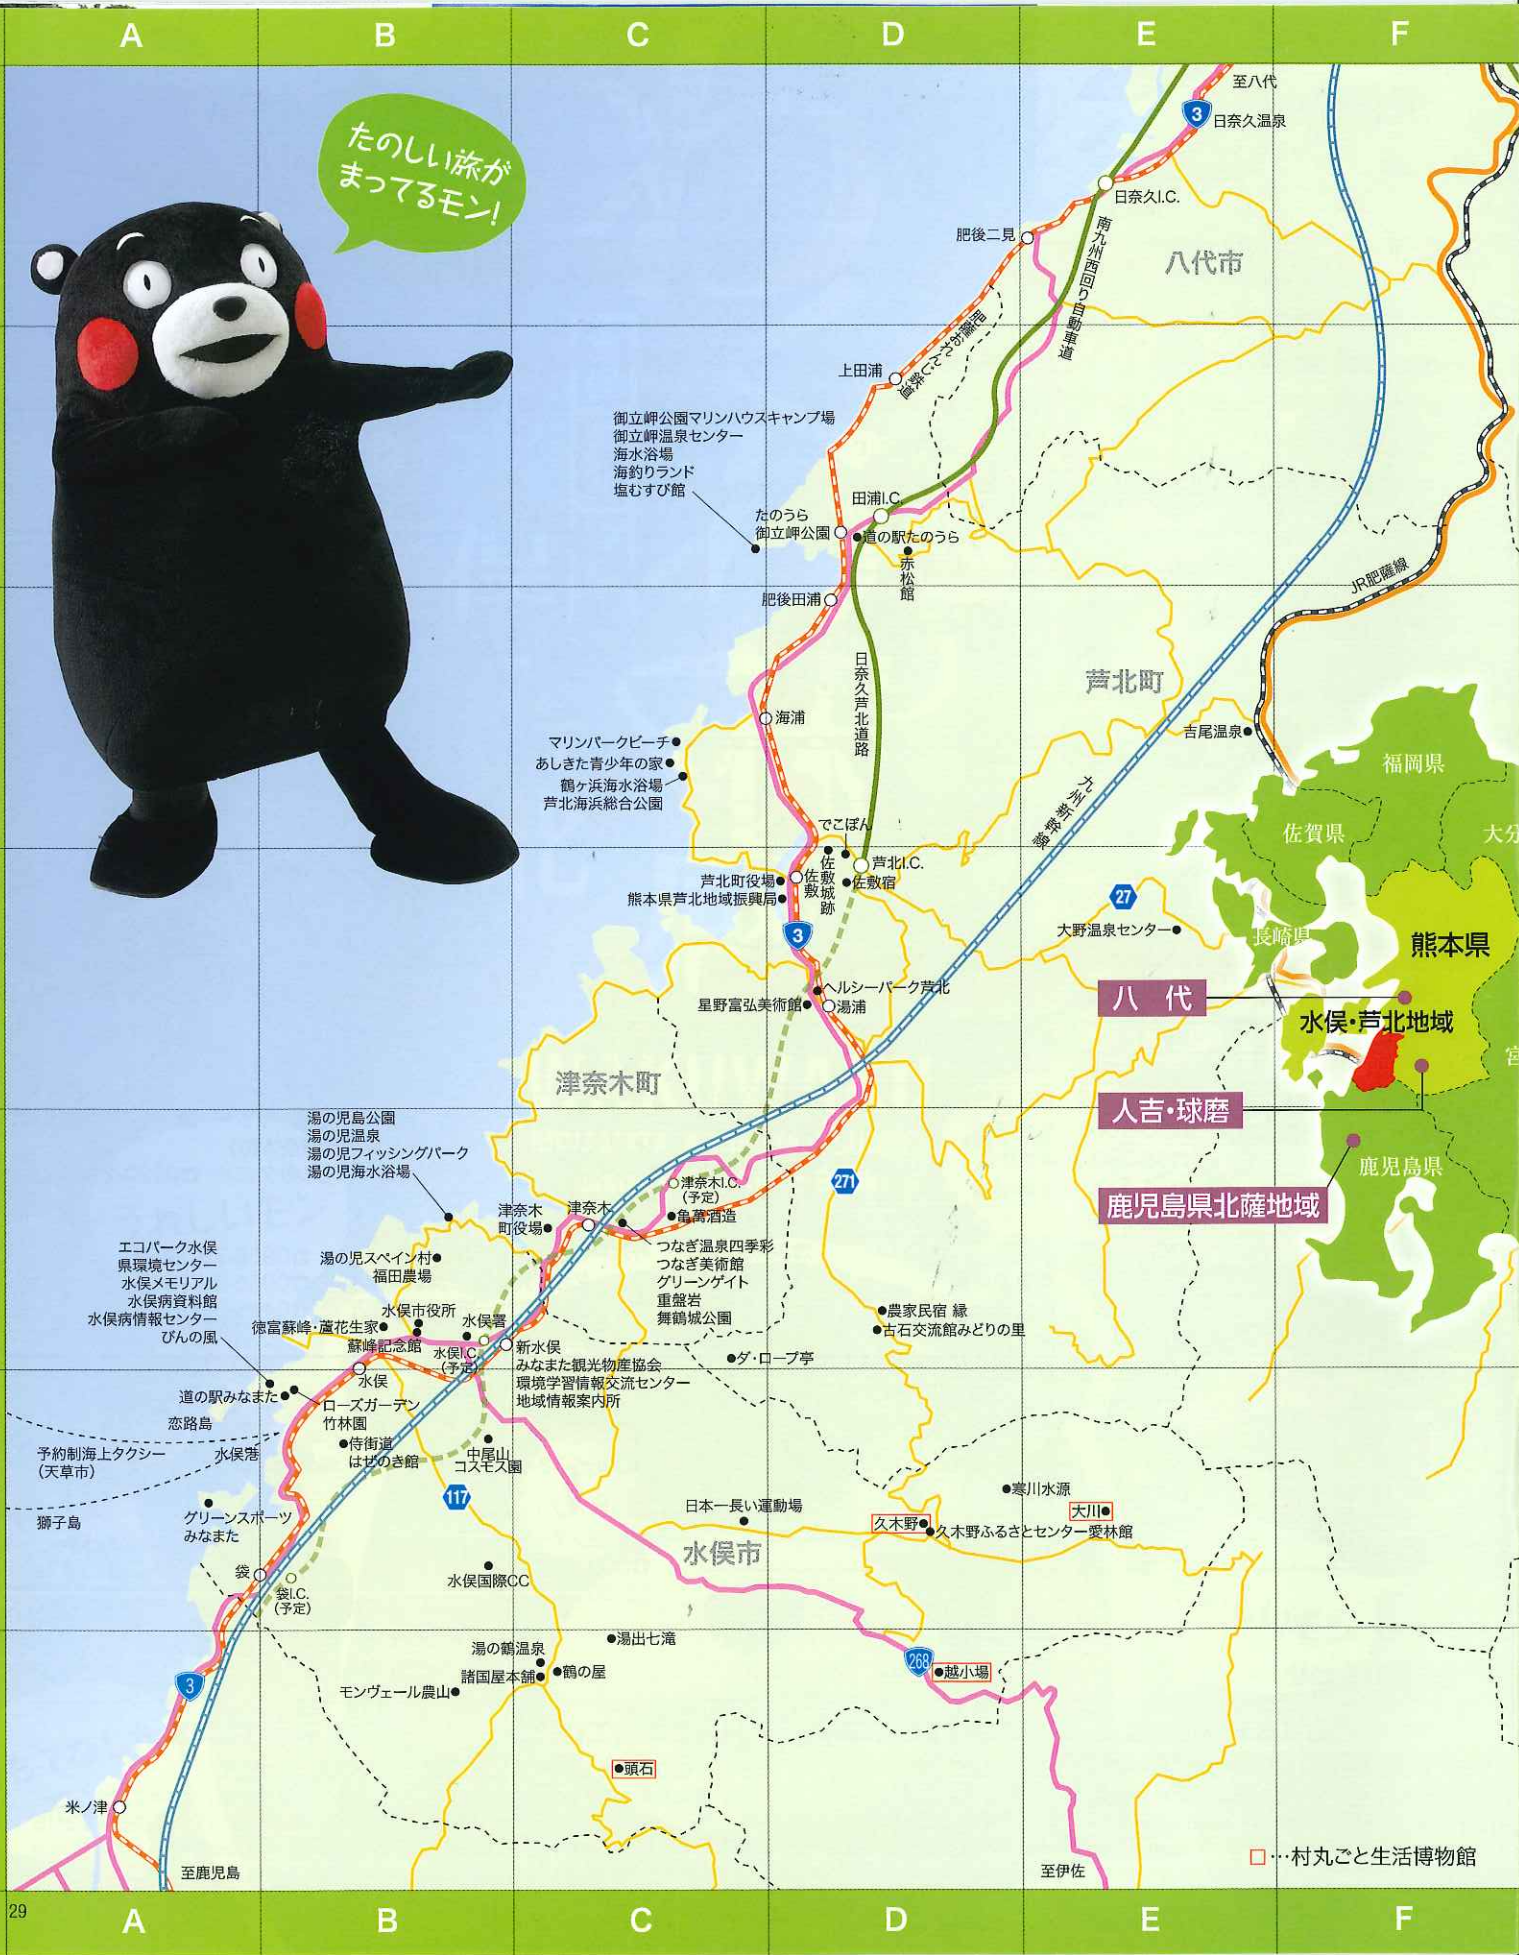 A
B
C
D
E
F
たのしい旅が
まってるモン!
至八代
3
日奈久温泉
日奈久I.C.
肥後二見
南九州西回り自動車道
八代市
肥薩おれんじ鉄道
上田浦
御立岬公園マリンハウスキャンプ場
御立岬温泉センター
海水浴場
海釣りランド
塩むすび館
田浦I.C.
たのうら
御立岬公園
道の駅たのうら
赤松館
JR肥薩線
肥後田浦
日奈久芦北道路
芦北町
海浦
吉尾温泉
マリンパークビーチ
あしきた青少年の家
鶴ヶ浜海水浴場
芦北海浜総合公園
九州新幹線
福岡県
佐賀県
大分
でこぽん
佐敷城跡
芦北I.C.
芦北町役場
佐敷
佐敷宿
熊本県芦北地域振興局
27
大野温泉センター
長崎県
熊本県
3
ヘルシーパーク芦北
星野富弘美術館
湯浦
八 代
水俣・芦北地域
宮
津奈木町
人吉・球磨
湯の児島公園
湯の児温泉
湯の児フィッシングパーク
湯の児海水浴場
鹿児島県
271
津奈木I.C.
(予定)
鹿児島県北薩地域
津奈木
町役場
津奈木
亀萬酒造
エコパーク水俣
県環境センター
水俣メモリアル
水俣病資料館
水俣病情報センター
びんの風
湯の児スペイン村
福田農場
つなぎ温泉四季彩
つなぎ美術館
グリーンゲイト
重盤岩
舞鶴城公園
水俣市役所
水俣署
徳富蘇峰・蘆花生家
蘇峰記念館
水俣I.C.
(予定)
農家民宿 縁
古石交流館みどりの里
新水俣
みなまた観光物産協会
環境学習情報交流センター
地域情報案内所
ダ・ロープ亭
水俣
道の駅みなまた
ローズガーデン
竹林園
恋路島
侍街道
はぜのき館
予約制海上タクシー
(天草市)
水俣港
中尾山
コスモス園
117
寒川水源
日本一長い運動場
大川
獅子島
グリーンスポーツ
みなまた
久木野
久木野ふるさとセンター愛林館
水俣市
袋
袋I.C.
(予定)
水俣国際CC
湯出七滝
湯の鶴温泉
諸国屋本舗
鶴の屋
268
越小場
モンヴェール農山
3
頭石
米ノ津
至鹿児島
至伊佐
…村丸ごと生活博物館
29
A
B
C
D
E
F